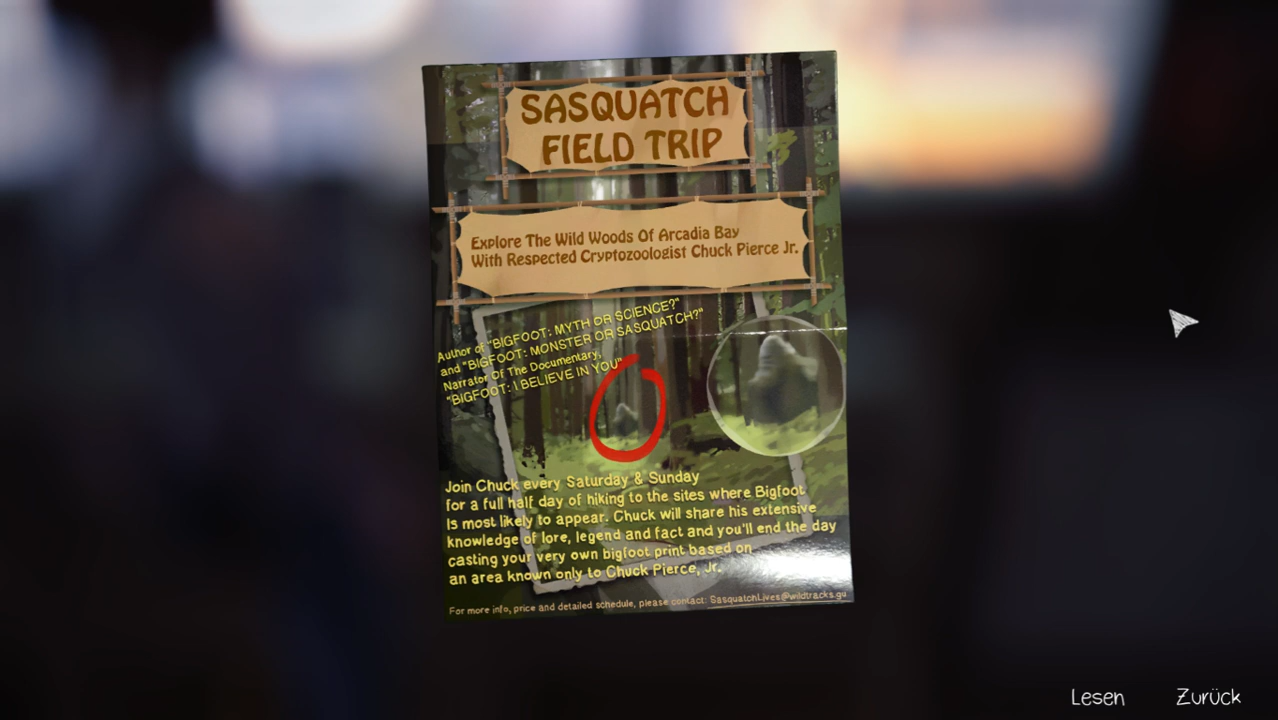 SASQUATCH
FIELD TRIP
Explore The Wild Woods Of Arcadia Bay
With Respected Cryptozoologist Chuck Pierce Jr.
Author of "BIGFOOT: MYTH OR SCIENCE?"
and "BIGFOOT: MONSTER OR SASQUATCH?"
Narrator Of The Documentary,
"BIGFOOT: I BELIEVE IN YOU"
Join Chuck every Saturday & Sunday
for a full half day of hiking to the sites where Bigfoot
Is most likely to appear. Chuck will share his extensive
knowledge of lore, legend and fact and you'll end the day
casting your very own bigfoot print based on
an area known only to Chuck Pierce, Jr.
For more info, price and detailed schedule, please contact: SasquatchLives@wildtracks.gu
Lesen Zurück